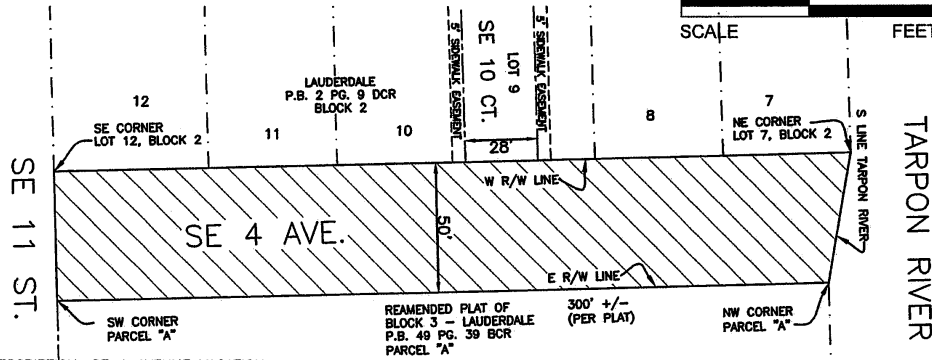 SCALE
FEET
12
LAUDERDALE
P.B. 2 PG. 9 DCR
BLOCK 2
11
10
5' SIDEWALK EASEMENT
SE 10 CT.
LOT 9
5' SIDEWALK EASEMENT
28'
8
7
SE CORNER
LOT 12, BLOCK 2
NE CORNER
LOT 7, BLOCK 2
S LINE TARPON RIVER
TARPON RIVER
W R/W LINE
SE 11 ST.
SE 4 AVE.
50'
E R/W LINE
SW CORNER
PARCEL "A"
REAMENDED PLAT OF
BLOCK 3 - LAUDERDALE
P.B. 49 PG. 39 BCR
PARCEL "A"
300' +/-
(PER PLAT)
NW CORNER
PARCEL "A"